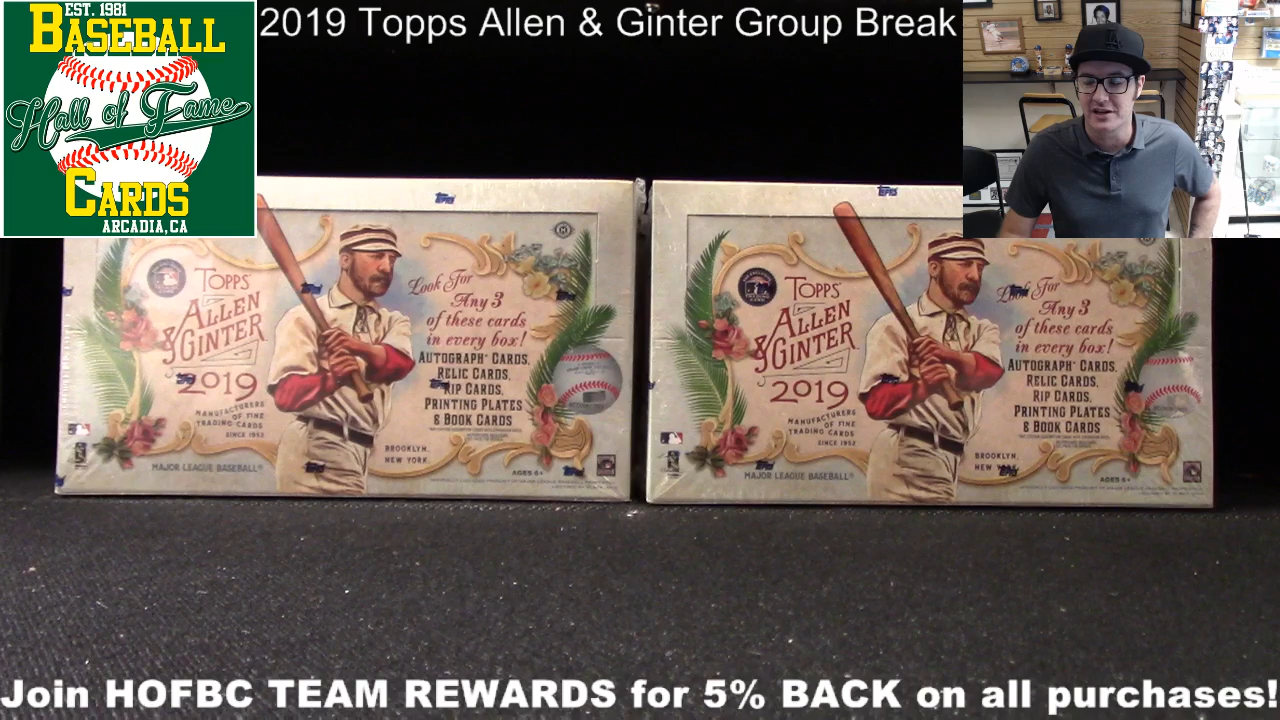 EST. 1981
BASEBALL
Hall of Fame
CARDS
ARCADIA, CA
2019 Topps Allen & Ginter Group Break
TOPPS
TOPPS
ALLEN
& GINTER
2019
MANUFACTURERS
OF FINE
TRADING CARDS
SINCE 1952
MAJOR LEAGUE BASEBALL®
Look For
Any 3
of these cards
in every box!
AUTOGRAPH* CARDS,
RELIC CARDS,
RIP CARDS,
PRINTING PLATES
& BOOK CARDS
BROOKLYN,
NEW YORK.
AGES 6+
TOPPS
TOPPS
ALLEN
& GINTER
2019
MANUFACTURERS
OF FINE
TRADING CARDS
SINCE 1952
MAJOR LEAGUE BASEBALL®
Look For
Any 3
of these cards
in every box!
AUTOGRAPH* CARDS,
RELIC CARDS,
RIP CARDS,
PRINTING PLATES
& BOOK CARDS
BROOKLYN,
NEW YORK.
AGES 6+
Join HOFBC TEAM REWARDS for 5% BACK on all purchases!